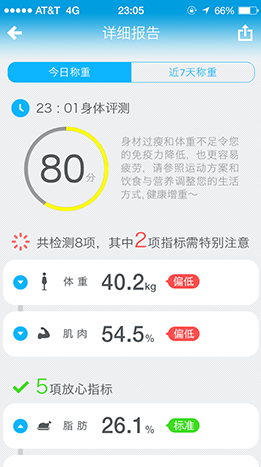 AT&T 4G 23:05 66%
详细报告
今日称重 近7天称重
23：01身体评测
80分
身材过瘦和体重不足令您
的免疫力降低，也更容易
疲劳，请参照运动方案和
饮食与营养调整您的生活
方式,健康增重～
共检测8项，其中2项指标需特别注意
体重 40.2kg 偏低
肌肉 54.5% 偏低
5项放心指标
脂肪 26.1% 标准